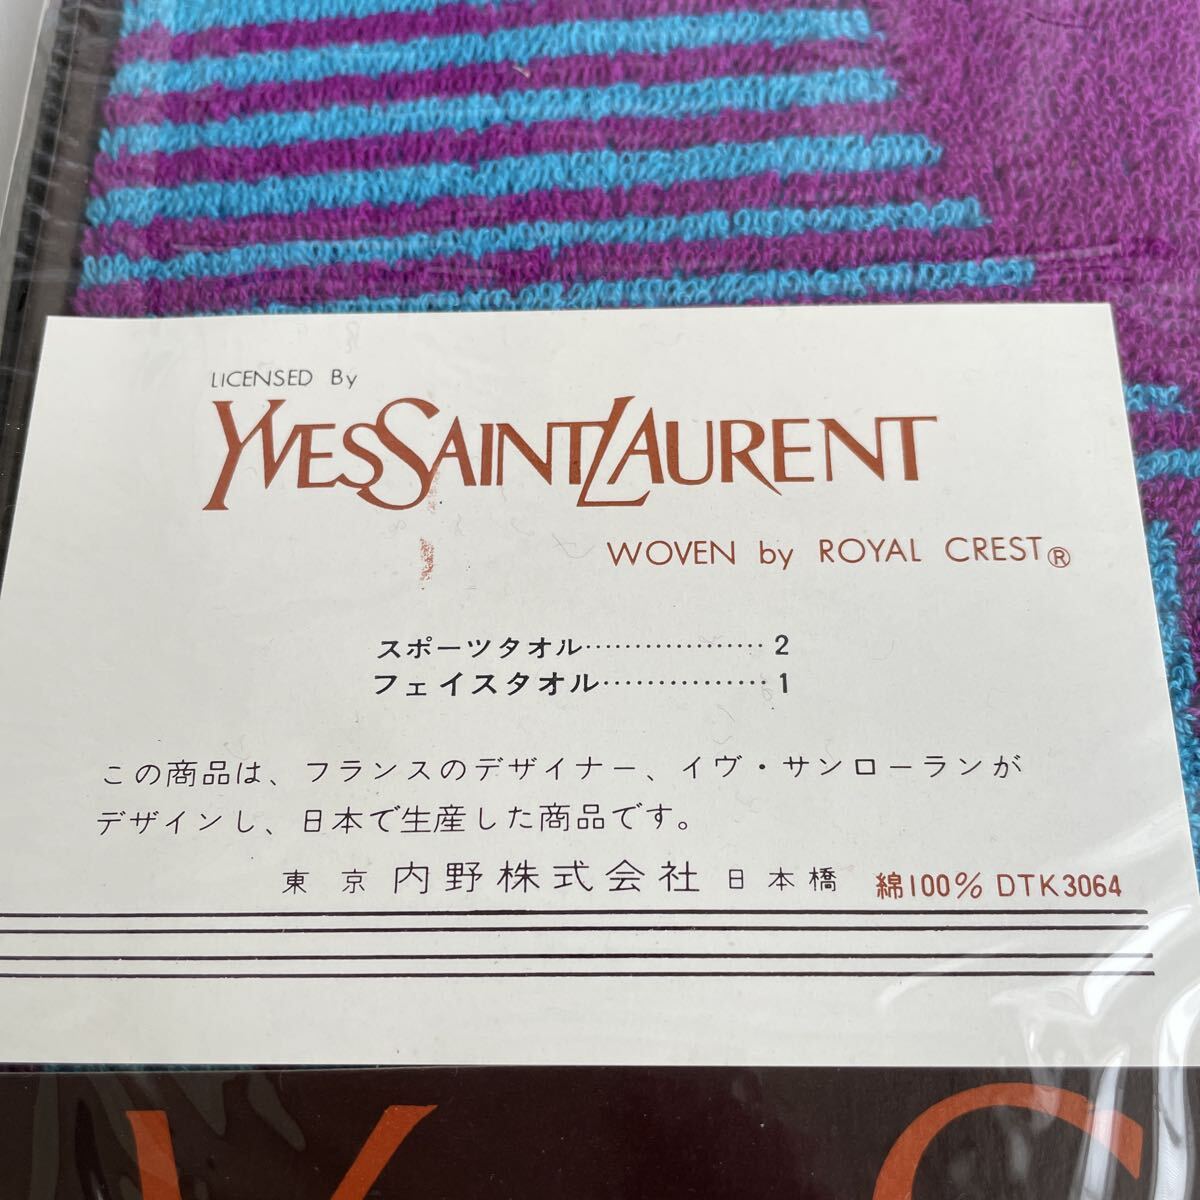 LICENSED By
YVESSAINTLAURENT
WOVEN by ROYAL CREST®
スポーツタオル………………2
フェイスタオル……………1
この商品は、フランスのデザイナー、イヴ・サンローランが
デザインし、日本で生産した商品です。
東京 内野株式会社 日本橋 綿100% DTK3064